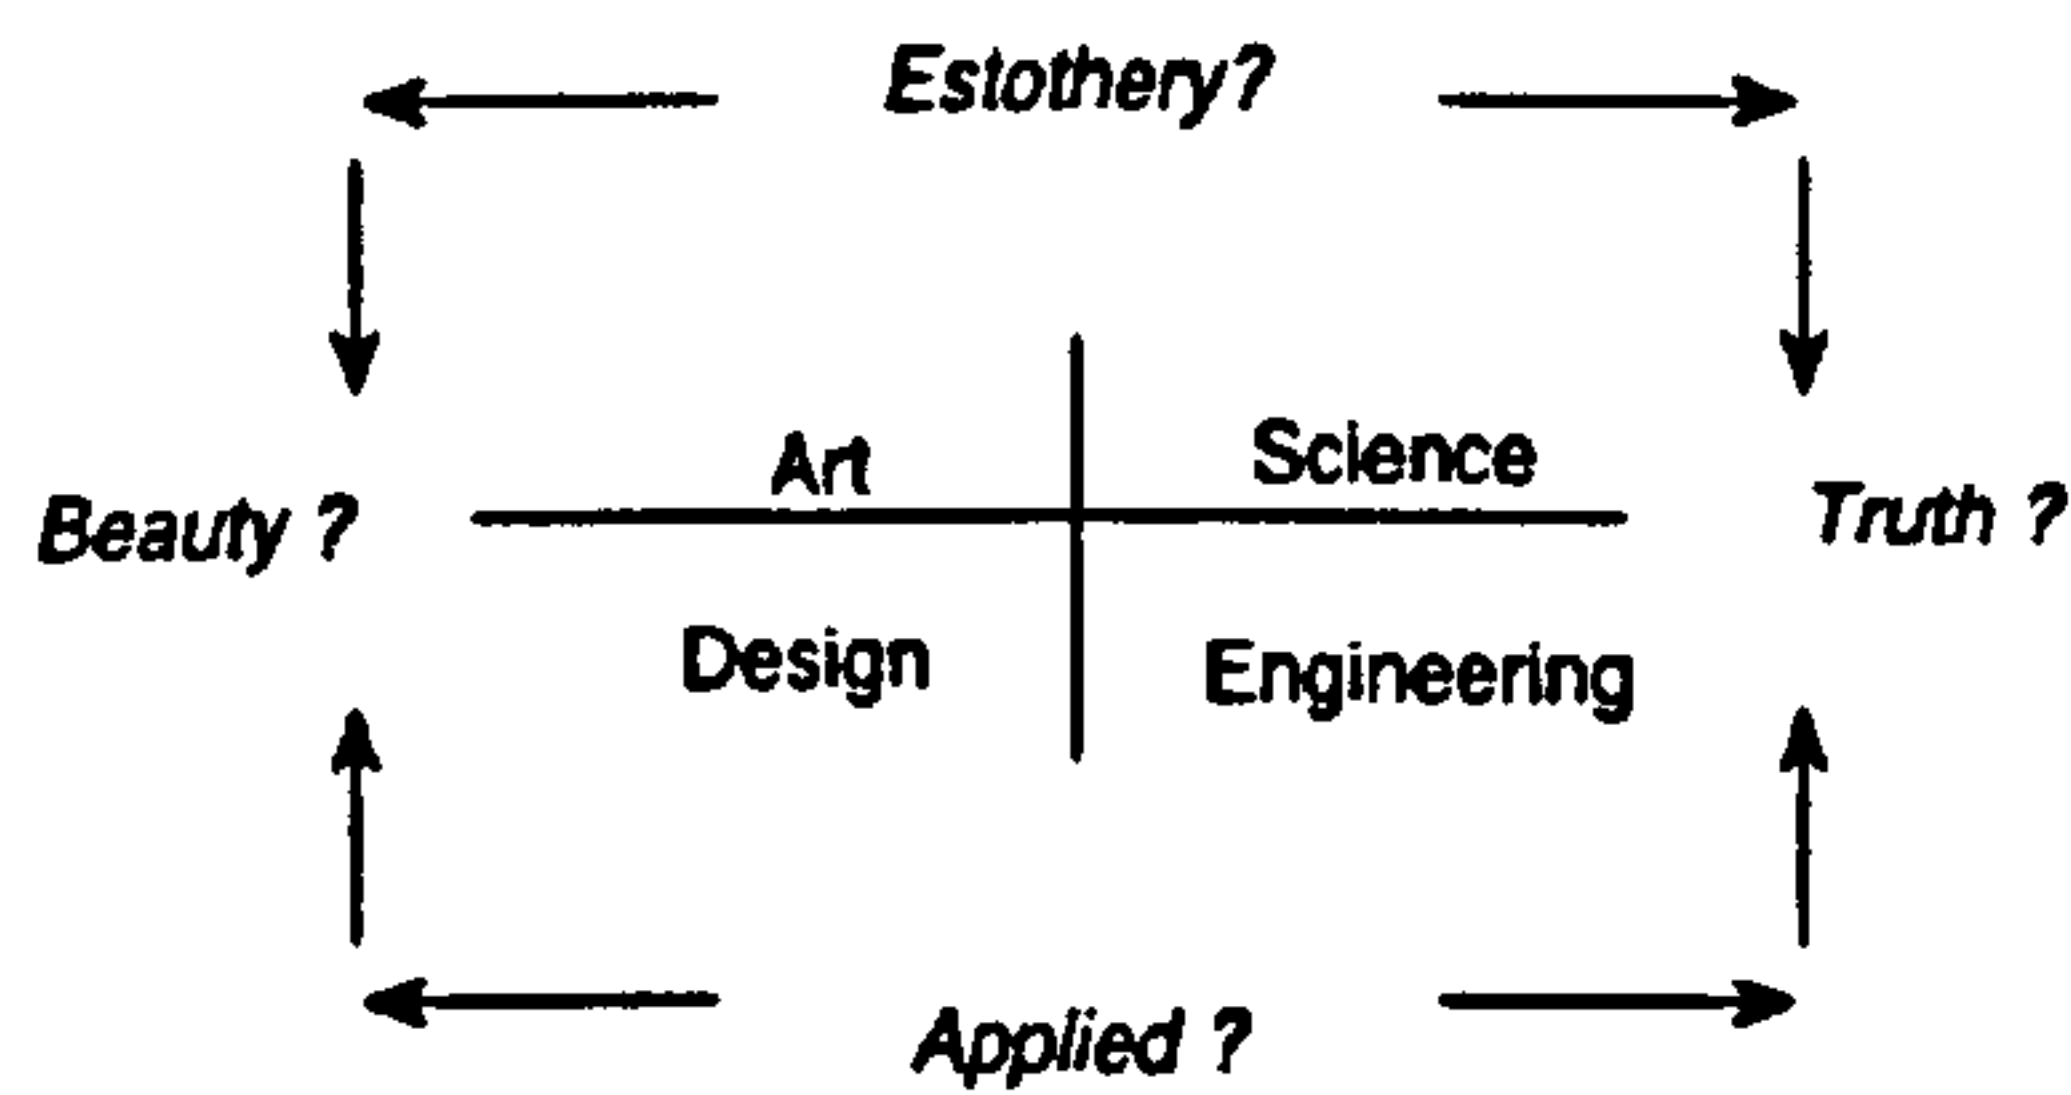 Estothery?
Art
Science
Beauty ?
Truth ?
Design
Engineering
Applied ?